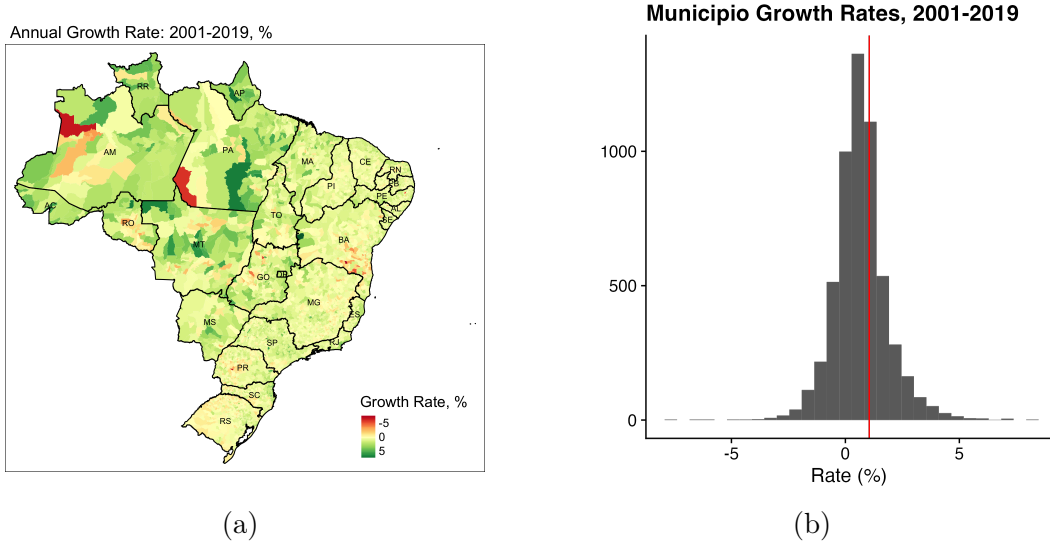 Annual Growth Rate: 2001-2019, %
RR
AP
AM
PA
MA
CE
RN
PB
PI
PE
AL
SE
AC
RO
TO
BA
MT
GO
DF
MG
ES
MS
SP
RJ
PR
SC
RS
Growth Rate, %
-5
0
5
(a)
Municipio Growth Rates, 2001-2019
1000
500
0
-5 0 5
Rate (%)
(b)